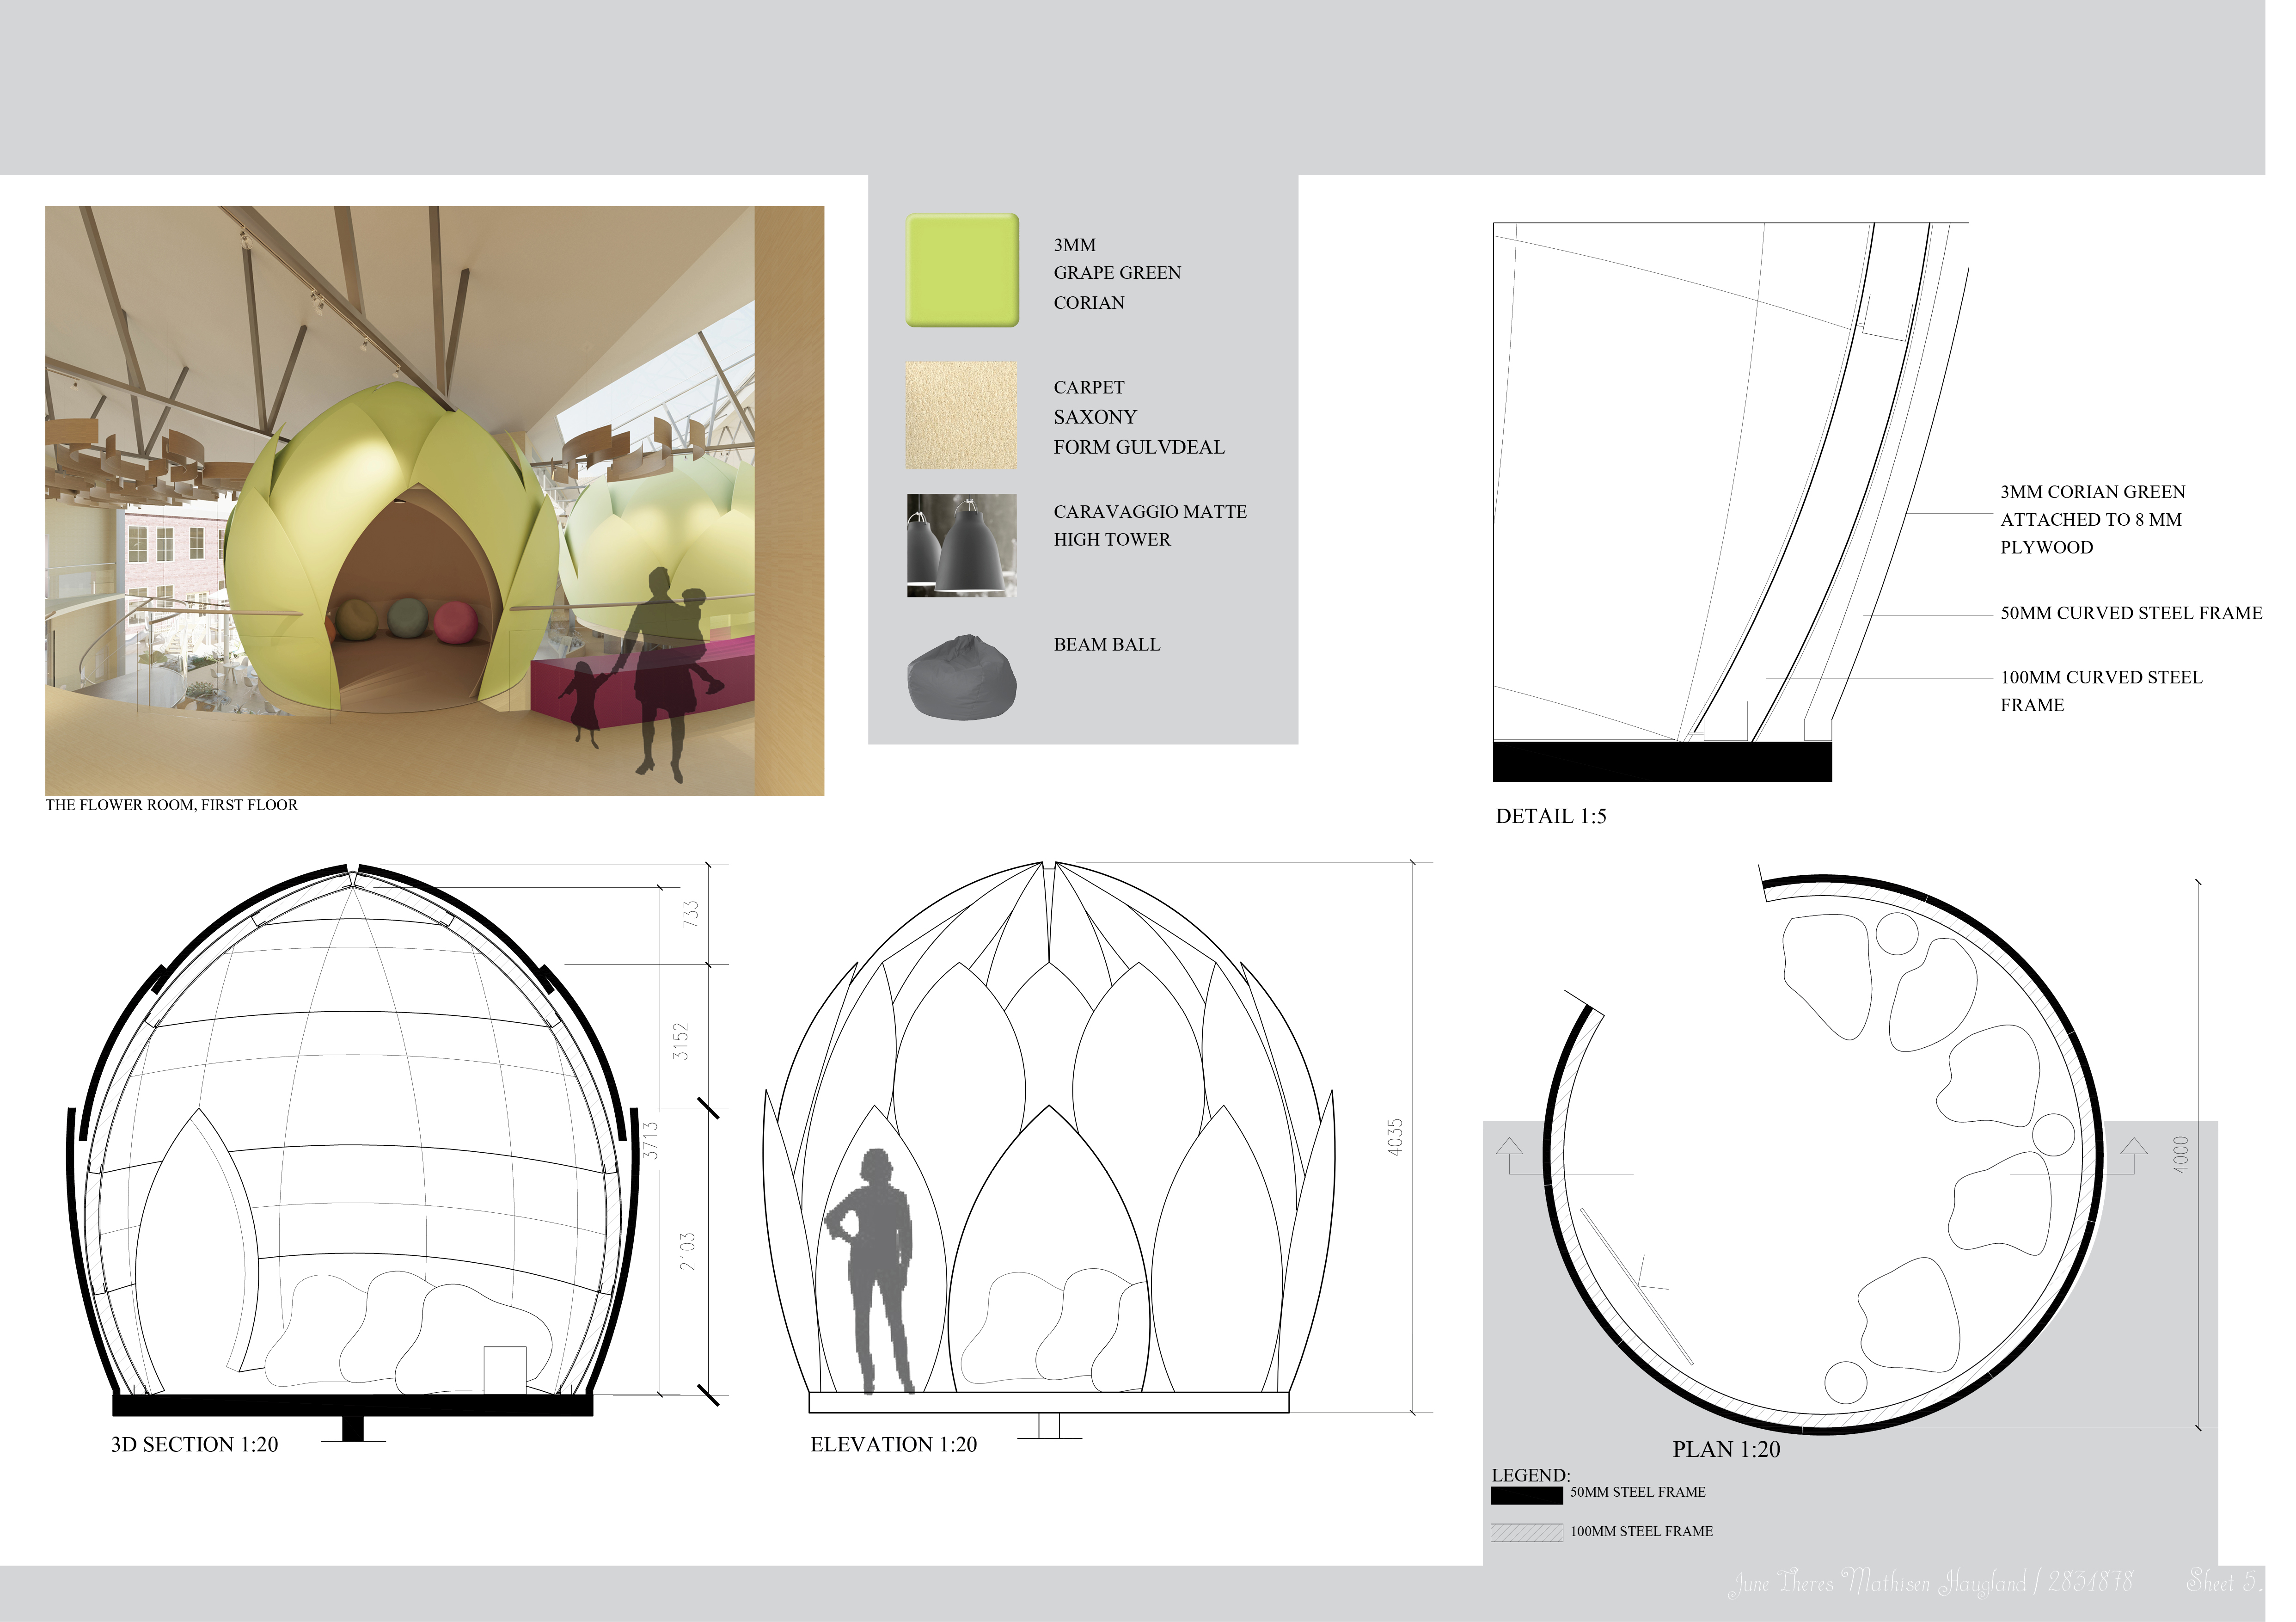 3MM
GRAPE GREEN
CORIAN
CARPET
SAXONY
FORM GULVDEAL
CARAVAGGIO MATTE
HIGH TOWER
BEAM BALL
THE FLOWER ROOM, FIRST FLOOR
3MM CORIAN GREEN
ATTACHED TO 8 MM
PLYWOOD
50MM CURVED STEEL FRAME
100MM CURVED STEEL
FRAME
DETAIL 1:5
733
3152
3713
2103
3D SECTION 1:20
4035
ELEVATION 1:20
4000
PLAN 1:20
LEGEND:
50MM STEEL FRAME
100MM STEEL FRAME
June Theres Mathisen Haugland / 2831878 Sheet 5.